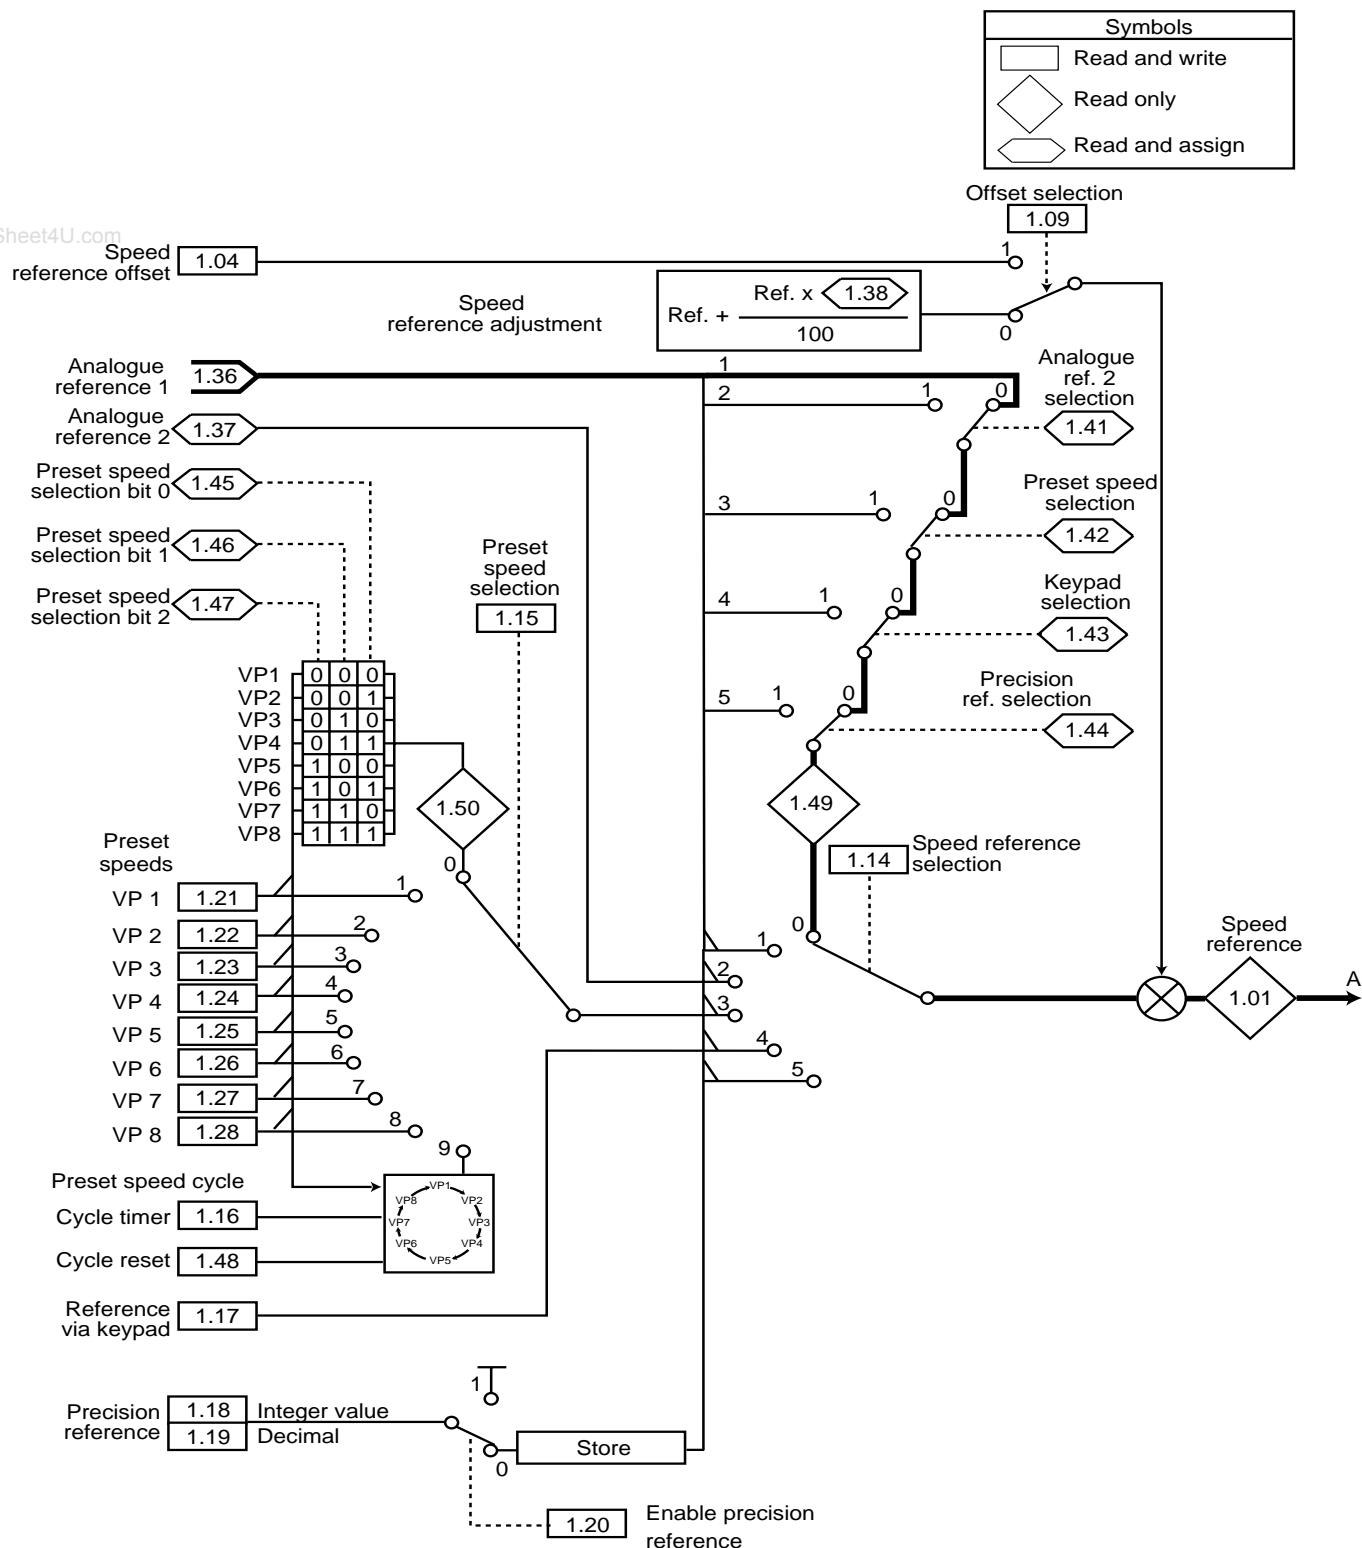 Symbols
Read and write
Read only
Read and assign
Offset selection
1.09
Sheet4U.com
Speed
reference offset
1.04
1
Speed
reference adjustment
Ref. +
Ref. x
1.38
100
0
Analogue
reference 1
1.36
1
Analogue
ref. 2
selection
2
1
0
1.41
Analogue
reference 2
1.37
Preset speed
selection bit 0
1.45
3
1
0
Preset speed
selection
1.42
Preset speed
selection bit 1
1.46
Preset
speed
selection
1.15
Preset speed
selection bit 2
1.47
4
1
0
Keypad
selection
1.43
5
1
0
Precision
ref. selection
1.44
VP1 0 0 0
VP2 0 0 1
VP3 0 1 0
VP4 0 1 1
VP5 1 0 0
VP6 1 0 1
VP7 1 1 0
VP8 1 1 1
1.50
0
1.49
1.14
Speed reference
selection
0
Preset
speeds
VP 1 1.21 1
VP 2 1.22 2
VP 3 1.23 3
VP 4 1.24 4
VP 5 1.25 5
VP 6 1.26 6
VP 7 1.27 7
VP 8 1.28 8
1
2
3
4
5
Speed
reference
1.01
A
9
Preset speed cycle
Cycle timer
1.16
Cycle reset
1.48
VP1
VP2
VP3
VP4
VP5
VP6
VP7
VP8
Reference
via keypad
1.17
1
Precision
reference
1.18 Integer value
1.19 Decimal
0
Store
1.20
Enable precision
reference